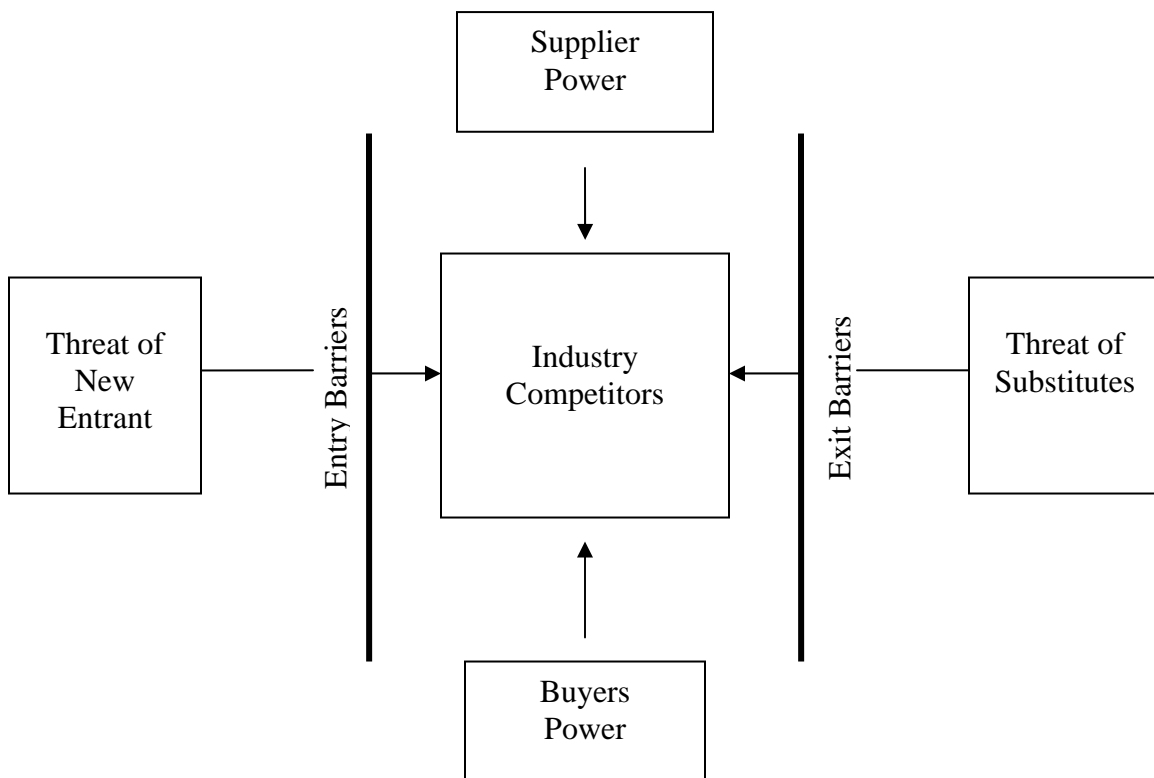 Supplier
Power
Threat of
New
Entrant
Entry Barriers
Industry
Competitors
Exit Barriers
Threat of
Substitutes
Buyers
Power